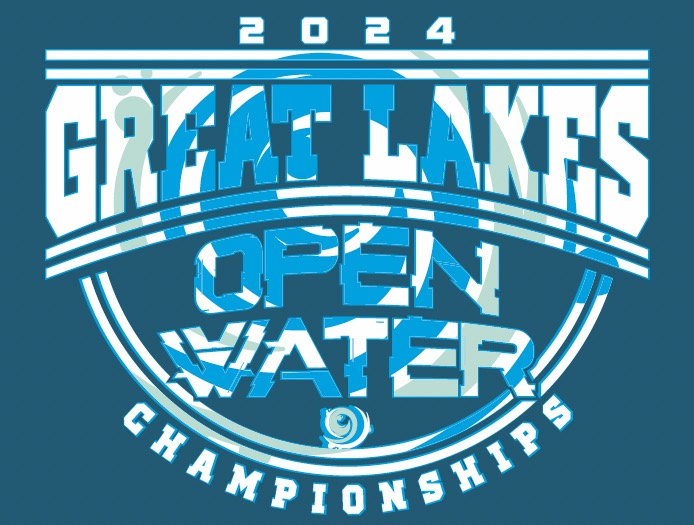 2024
GREAT LAKES
OPEN
WATER
CHAMPIONSHIPS